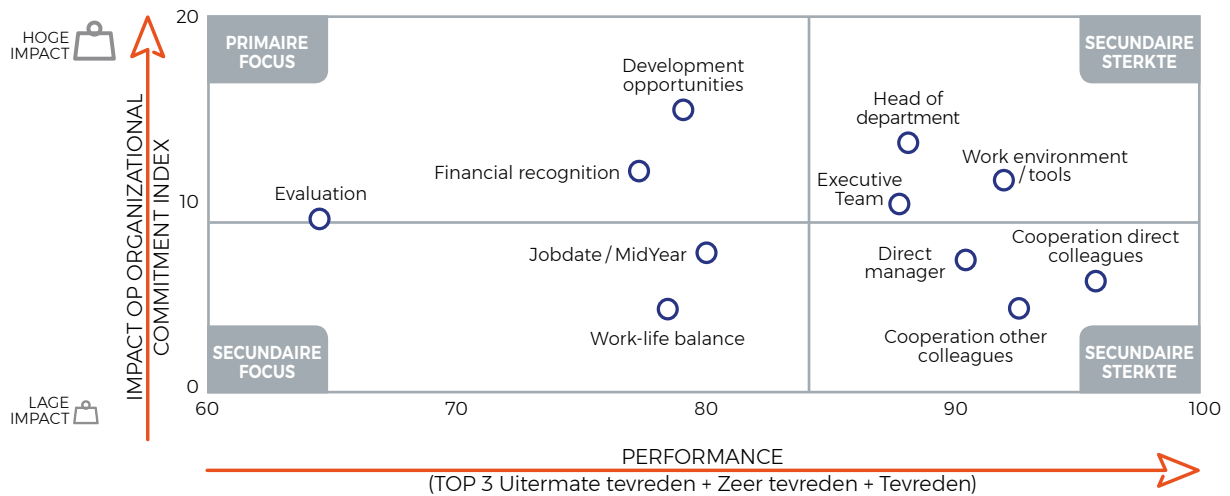 HOGE
IMPACT
IMPACT OP ORGANIZATIONAL
COMMITMENT INDEX
20
PRIMAIRE
FOCUS
SECUNDAIRE
STERKTE
Development
opportunities
Head of
department
Financial recognition
Work environment
/ tools
Executive
Team
Evaluation
10
Jobdate / MidYear
Direct
manager
Cooperation direct
colleagues
Work-life balance
Cooperation other
colleagues
SECUNDAIRE
FOCUS
SECUNDAIRE
STERKTE
0
LAGE
IMPACT
60
70
80
90
100
PERFORMANCE
(TOP 3 Uitermate tevreden + Zeer tevreden + Tevreden)